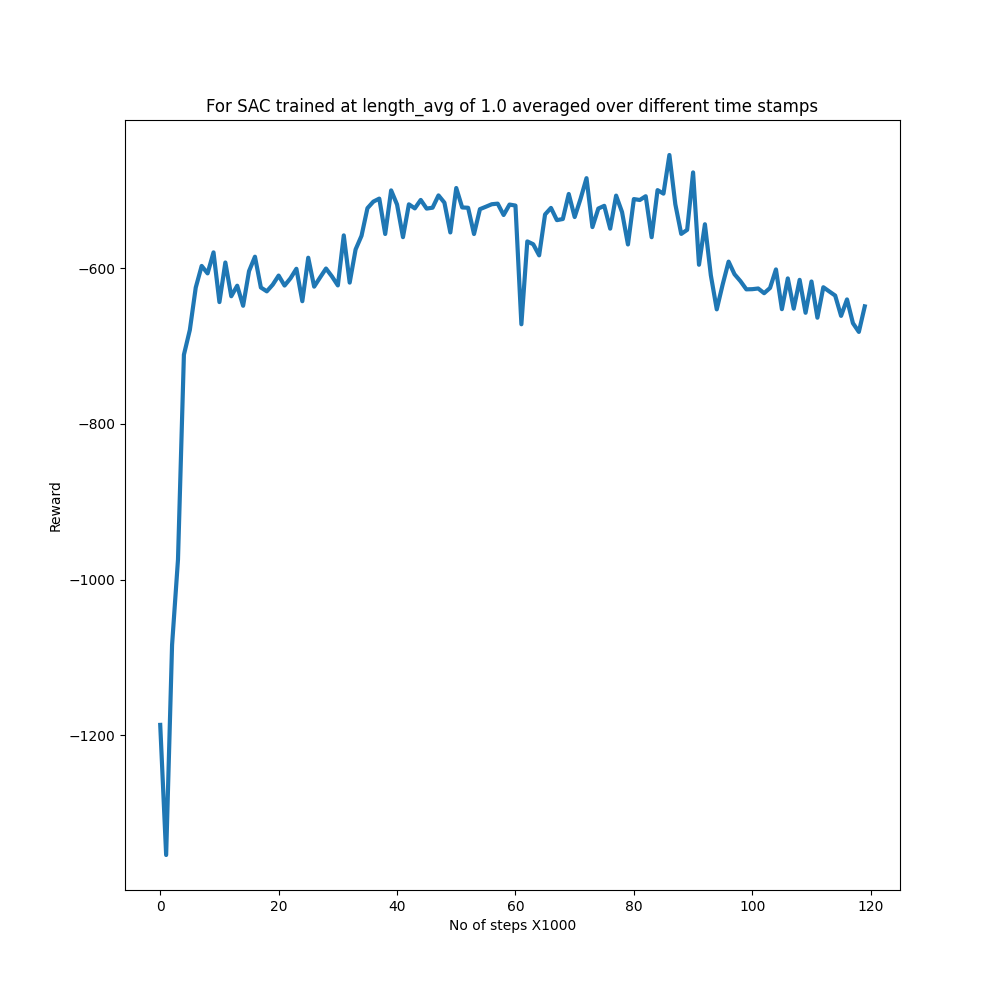 For SAC trained at length_avg of 1.0 averaged over different time stamps
−600
−800
−1000
−1200
Reward
0 20 40 60 80 100 120
No of steps X1000